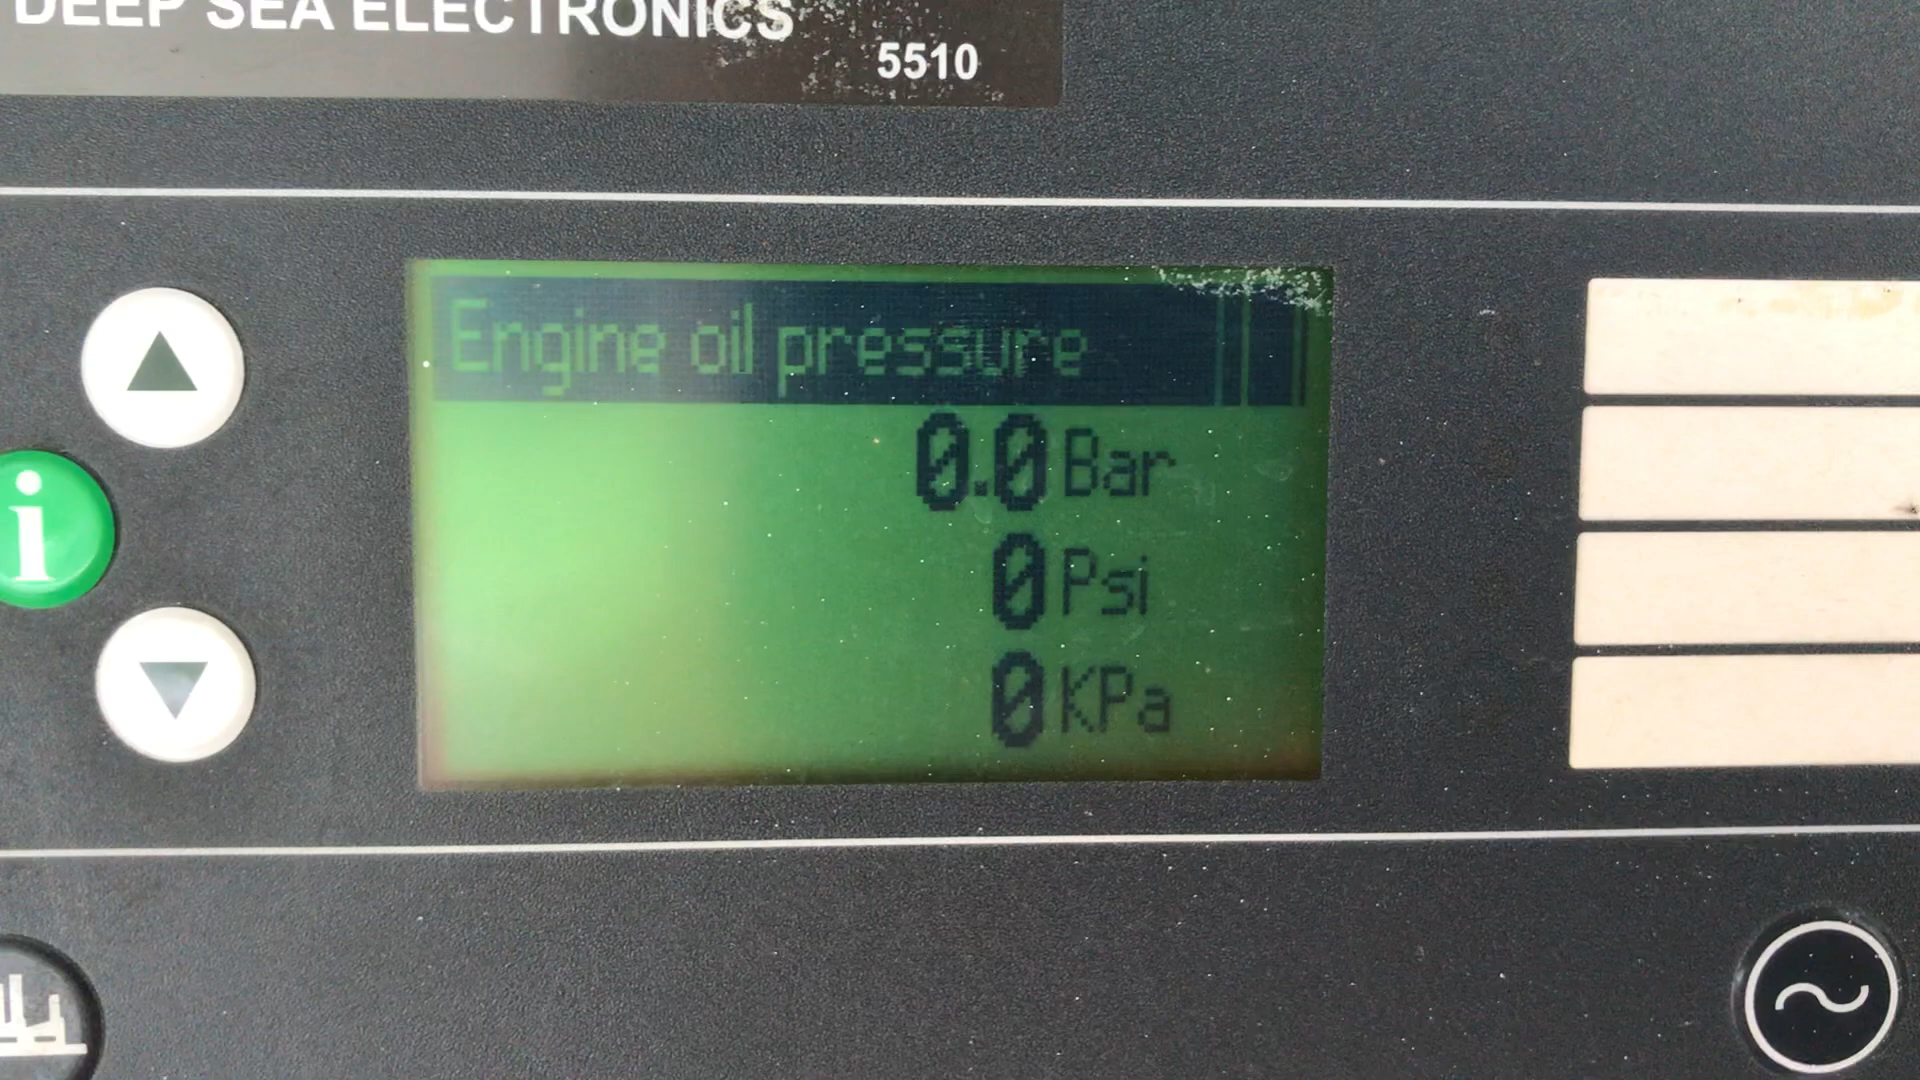 DEEP SEA ELECTRONICS
5510
Engine oil pressure
0.0 Bar
0 Psi
0 KPa
i